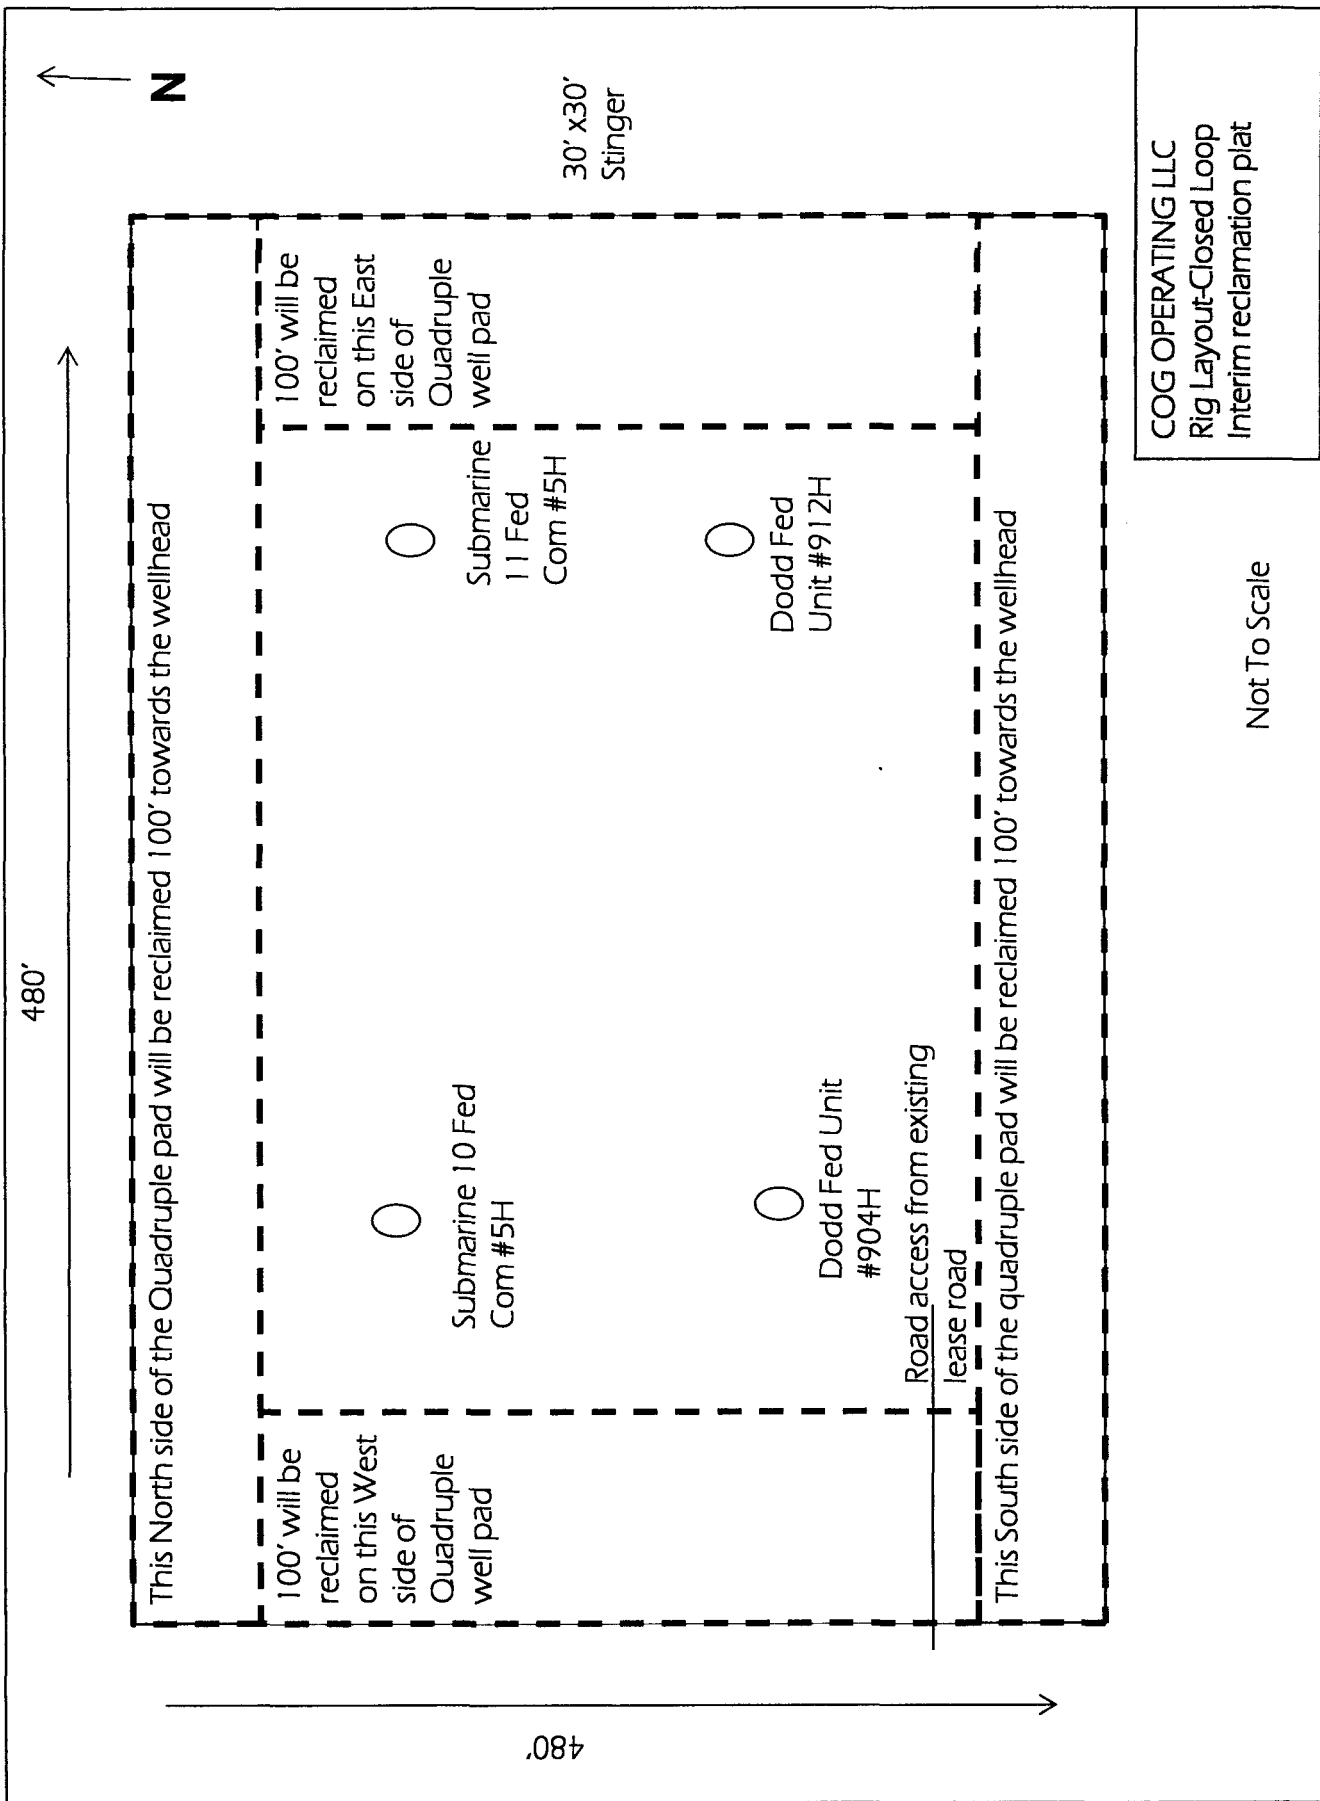 480'
N
This North side of the Quadruple pad will be reclaimed 100' towards the wellhead
100' will be
reclaimed
on this West
side of
Quadruple
well pad
100' will be
reclaimed
on this East
side of
Quadruple
well pad
30' x30'
Stinger
Submarine 10 Fed
Com #5H
Submarine
11 Fed
Com #5H
480'
Dodd Fed Unit
#904H
Dodd Fed
Unit #912H
Road access from existing
lease road
This South side of the quadruple pad will be reclaimed 100' towards the wellhead
Not To Scale
COG OPERATING LLC
Rig Layout-Closed Loop
Interim reclamation plat